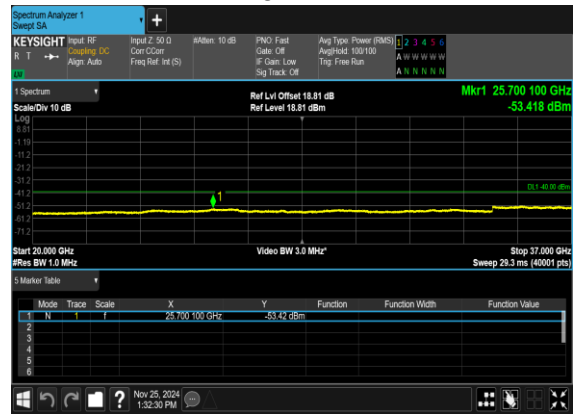 Spectrum Analyzer 1
Swept SA
+
KEYSIGHT Input: RF Input Z: 50 Ω #Atten: 10 dB PNO: Fast Avg Type: Power (RMS) 1 2 3 4 5 6
R T Coupling: DC Corr CCorr Gate: Off Avg|Hold: 100/100 A W W W W W
Align: Auto Freq Ref: Int (S) IF Gain: Low Trig: Free Run
LXI Sig Track: Off A N N N N N
1 Spectrum Ref Lvl Offset 18.81 dB Mkr1 25.700 100 GHz
Scale/Div 10 dB Ref Level 18.81 dBm -53.418 dBm
Log
8.81
-1.19
-11.2
-21.2
-31.2
DL1 -40.00 dBm
-41.2
1
-51.2
-61.2
-71.2
Start 20.000 GHz Video BW 3.0 MHz* Stop 37.000 GHz
#Res BW 1.0 MHz Sweep 29.3 ms (40001 pts)
5 Marker Table
Mode Trace Scale X Y Function Function Width Function Value
1 N 1 f 25.700 100 GHz -53.42 dBm
2
3
4
5
6
? Nov 25, 2024
1:32:30 PM